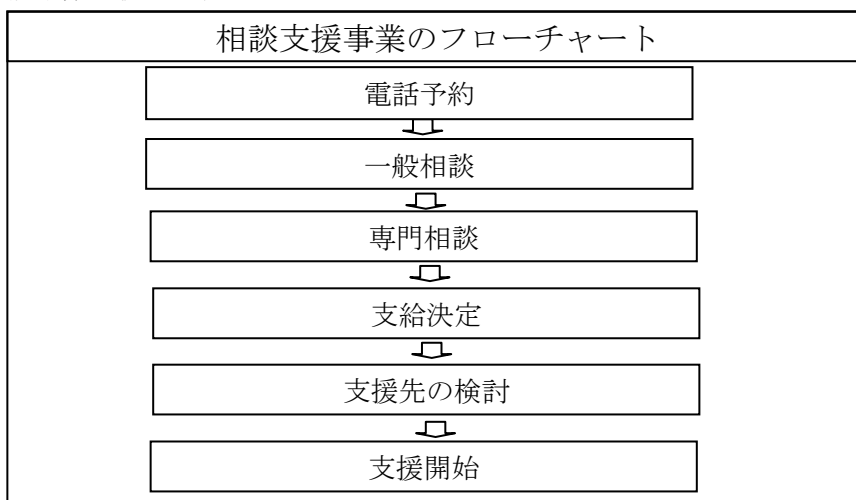 相談支援事業のフローチャート
電話予約
一般相談
専門相談
支給決定
支援先の検討
支援開始